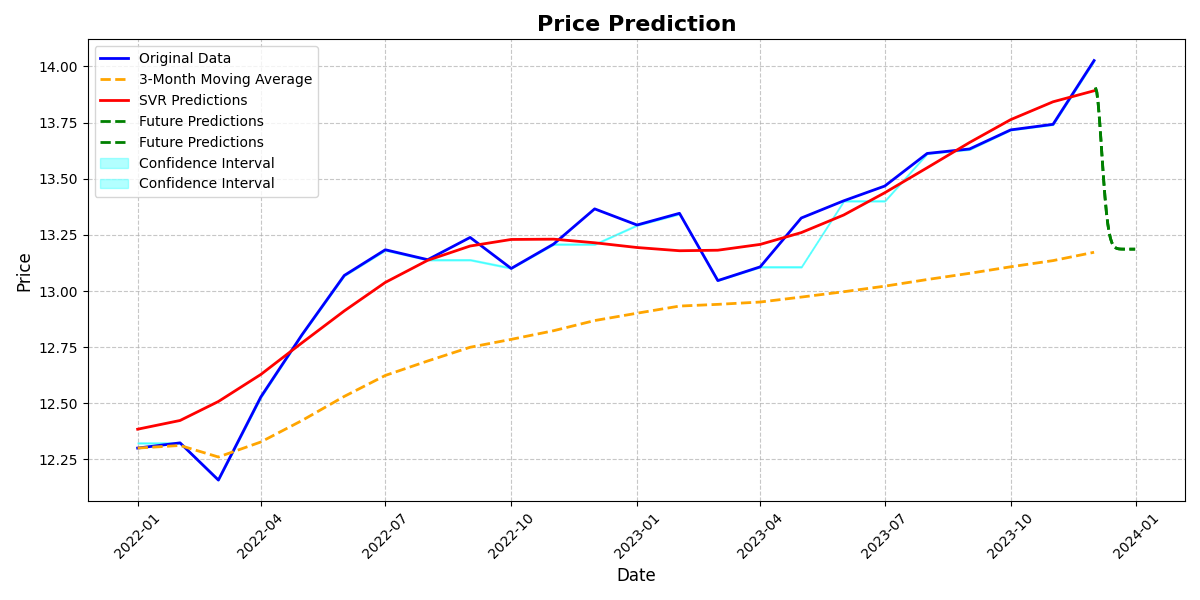 Price Prediction
Original Data
3-Month Moving Average
SVR Predictions
Future Predictions
Future Predictions
Confidence Interval
Confidence Interval
14.00
13.75
13.50
13.25
13.00
12.75
12.50
12.25
Price
2022-01
2022-04
2022-07
2022-10
2023-01
2023-04
2023-07
2023-10
2024-01
Date